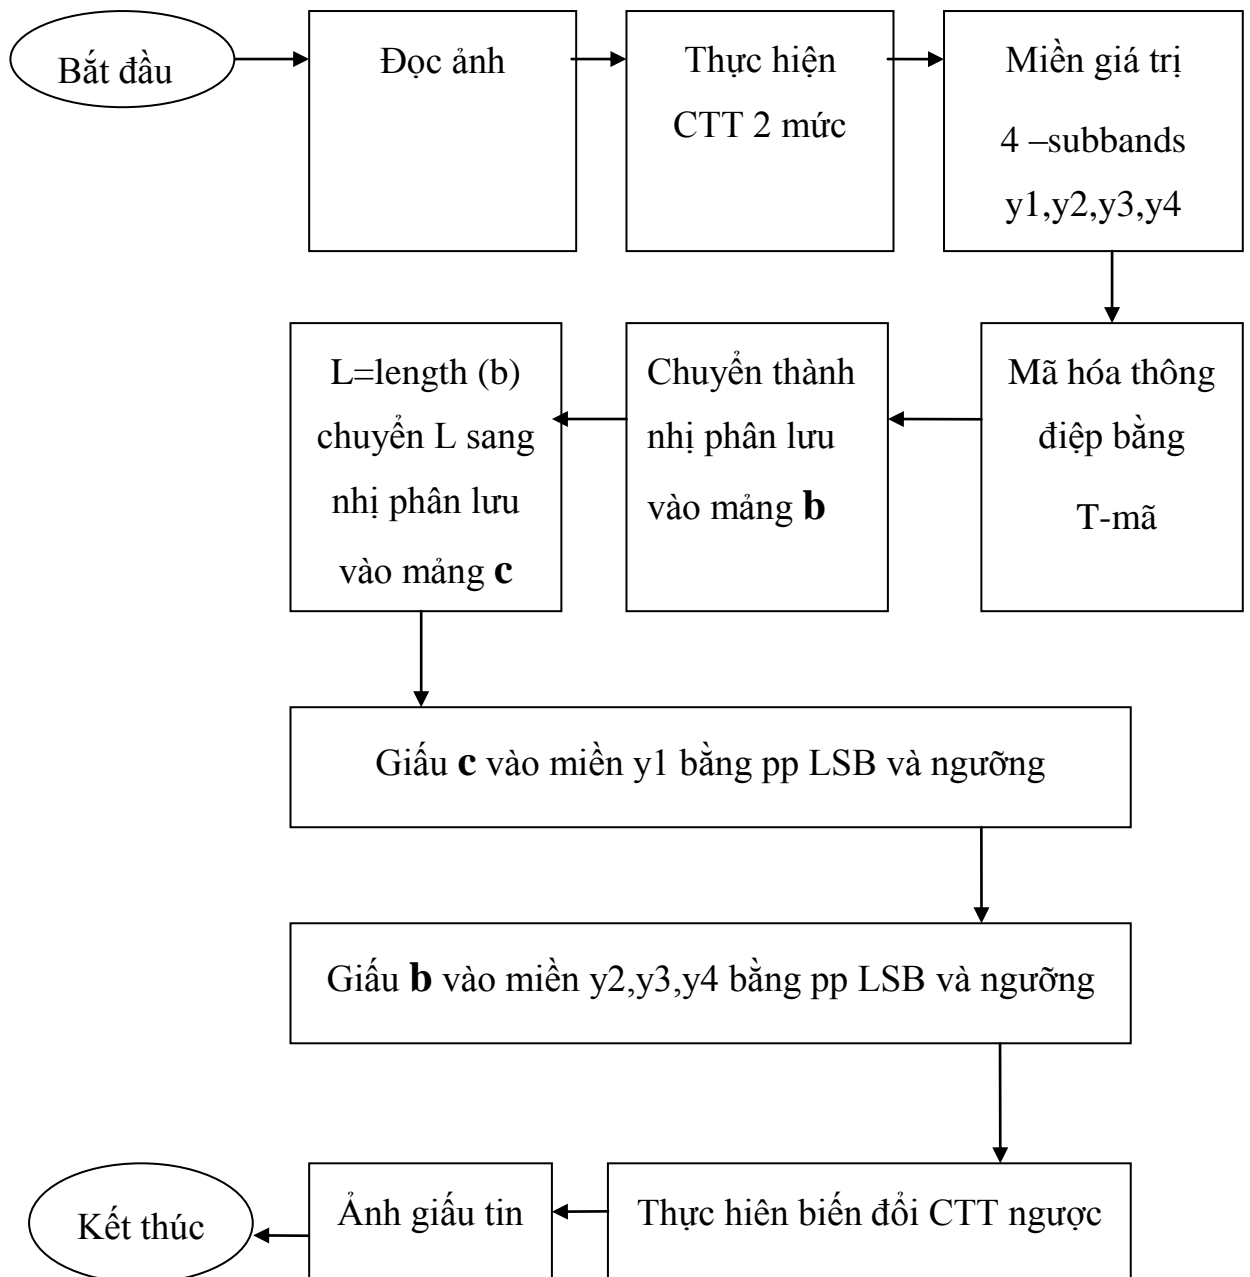 Bắt đầu
Đọc ảnh
Thực hiện
CTT 2 mức
Miền giá trị
4 –subbands
y1,y2,y3,y4
Mã hóa thông
điệp bằng
T-mã
Chuyển thành
nhị phân lưu
vào mảng b
L=length (b)
chuyển L sang
nhị phân lưu
vào mảng c
Giấu c vào miền y1 bằng pp LSB và ngưỡng
Giấu b vào miền y2,y3,y4 bằng pp LSB và ngưỡng
Thực hiên biến đổi CTT ngược
Ảnh giấu tin
Kết thúc